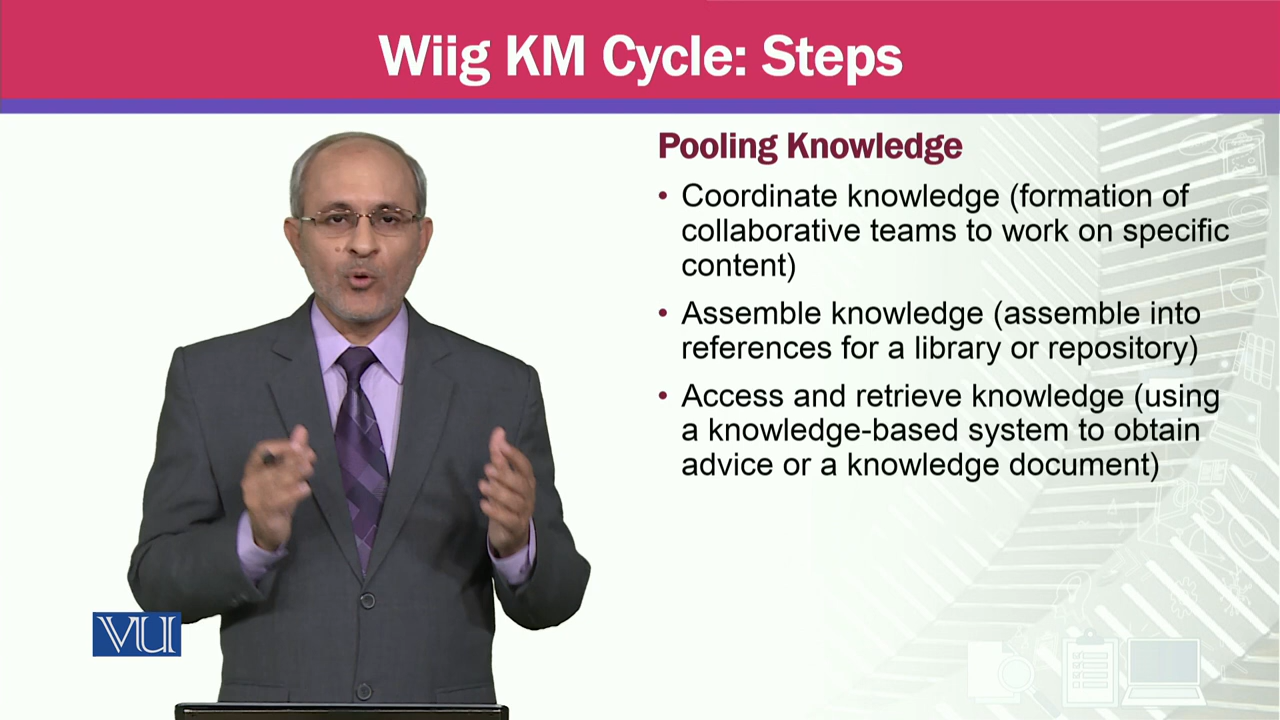 Wiig KM Cycle: Steps
Pooling Knowledge
• Coordinate knowledge (formation of
collaborative teams to work on specific
content)
• Assemble knowledge (assemble into
references for a library or repository)
• Access and retrieve knowledge (using
a knowledge-based system to obtain
advice or a knowledge document)
VU